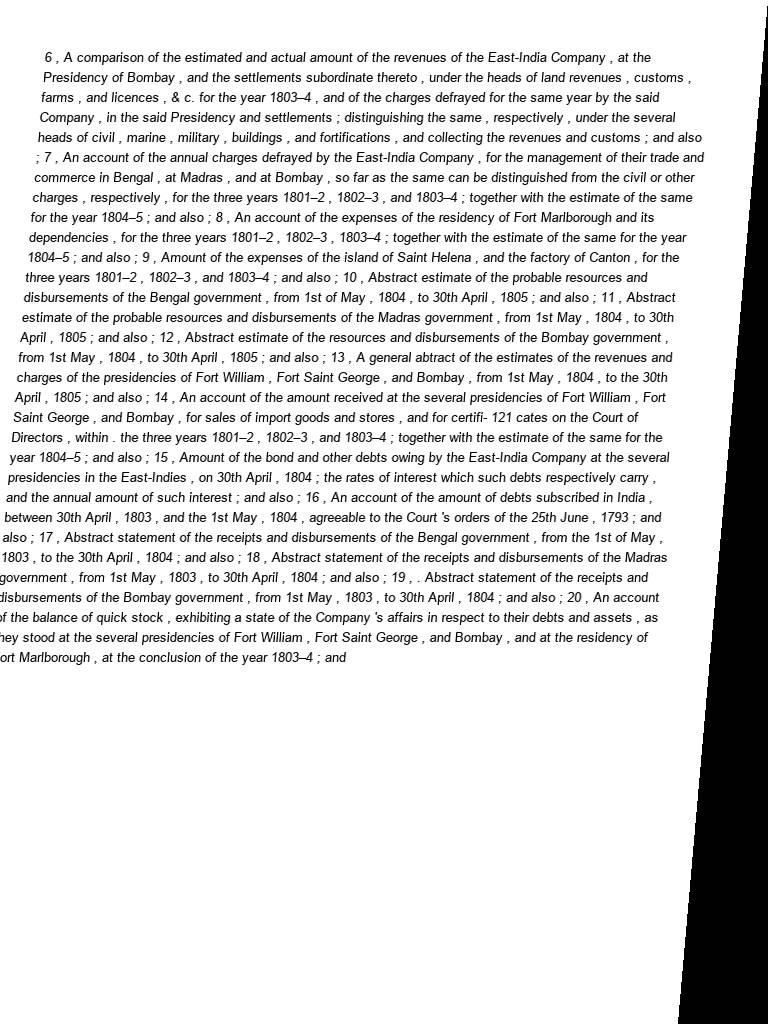 6 , A comparison of the estimated and actual amount of the revenues of the East-India Company , at the
Presidency of Bombay , and the settlements subordinate thereto , under the heads of land revenues , customs ,
farms , and licences , & c. for the year 1803–4 , and of the charges defrayed for the same year by the said
Company , in the said Presidency and settlements ; distinguishing the same , respectively , under the several
heads of civil , marine , military , buildings , and fortifications , and collecting the revenues and customs ; and also
; 7 , An account of the annual charges defrayed by the East-India Company , for the management of their trade and
commerce in Bengal , at Madras , and at Bombay , so far as the same can be distinguished from the civil or other
charges , respectively , for the three years 1801–2 , 1802–3 , and 1803–4 ; together with the estimate of the same
for the year 1804–5 ; and also ; 8 , An account of the expenses of the residency of Fort Marlborough and its
dependencies , for the three years 1801–2 , 1802–3 , 1803–4 ; together with the estimate of the same for the year
1804–5 ; and also ; 9 , Amount of the expenses of the island of Saint Helena , and the factory of Canton , for the
three years 1801–2 , 1802–3 , and 1803–4 ; and also ; 10 , Abstract estimate of the probable resources and
disbursements of the Bengal government , from 1st of May , 1804 , to 30th April , 1805 ; and also ; 11 , Abstract
estimate of the probable resources and disbursements of the Madras government , from 1st May , 1804 , to 30th
April , 1805 ; and also ; 12 , Abstract estimate of the resources and disbursements of the Bombay government ,
from 1st May , 1804 , to 30th April , 1805 ; and also ; 13 , A general abtract of the estimates of the revenues and
charges of the presidencies of Fort William , Fort Saint George , and Bombay , from 1st May , 1804 , to the 30th
April , 1805 ; and also ; 14 , An account of the amount received at the several presidencies of Fort William , Fort
Saint George , and Bombay , for sales of import goods and stores , and for certifi- 121 cates on the Court of
Directors , within . the three years 1801–2 , 1802–3 , and 1803–4 ; together with the estimate of the same for the
year 1804–5 ; and also ; 15 , Amount of the bond and other debts owing by the East-India Company at the several
presidencies in the East-Indies , on 30th April , 1804 ; the rates of interest which such debts respectively carry ,
and the annual amount of such interest ; and also ; 16 , An account of the amount of debts subscribed in India ,
between 30th April , 1803 , and the 1st May , 1804 , agreeable to the Court 's orders of the 25th June , 1793 ; and
also ; 17 , Abstract statement of the receipts and disbursements of the Bengal government , from the 1st of May ,
1803 , to the 30th April , 1804 ; and also ; 18 , Abstract statement of the receipts and disbursements of the Madras
government , from 1st May , 1803 , to 30th April , 1804 ; and also ; 19 , . Abstract statement of the receipts and
disbursements of the Bombay government , from 1st May , 1803 , to 30th April , 1804 ; and also ; 20 , An account
of the balance of quick stock , exhibiting a state of the Company 's affairs in respect to their debts and assets , as
hey stood at the several presidencies of Fort William , Fort Saint George , and Bombay , and at the residency of
ort Marlborough , at the conclusion of the year 1803–4 ; and